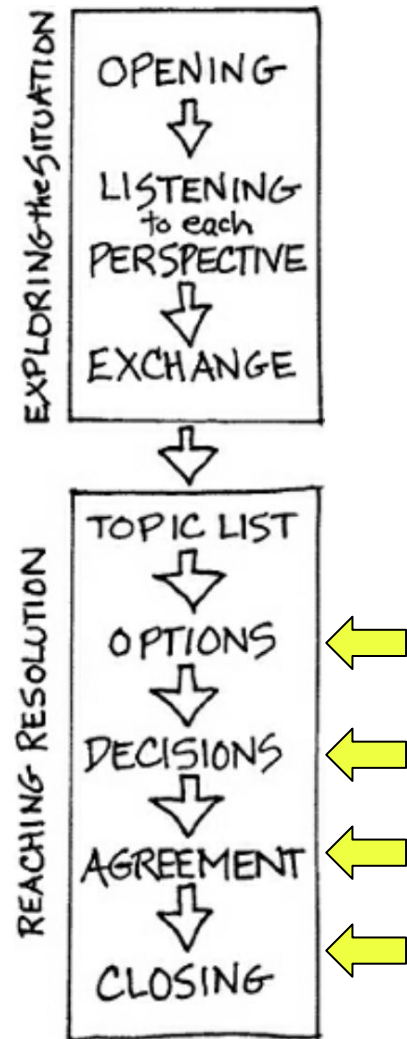 EXPLORING the SITUATION
OPENING
LISTENING
to each
PERSPECTIVE
EXCHANGE
REACHING RESOLUTION
TOPIC LIST
OPTIONS
DECISIONS
AGREEMENT
CLOSING